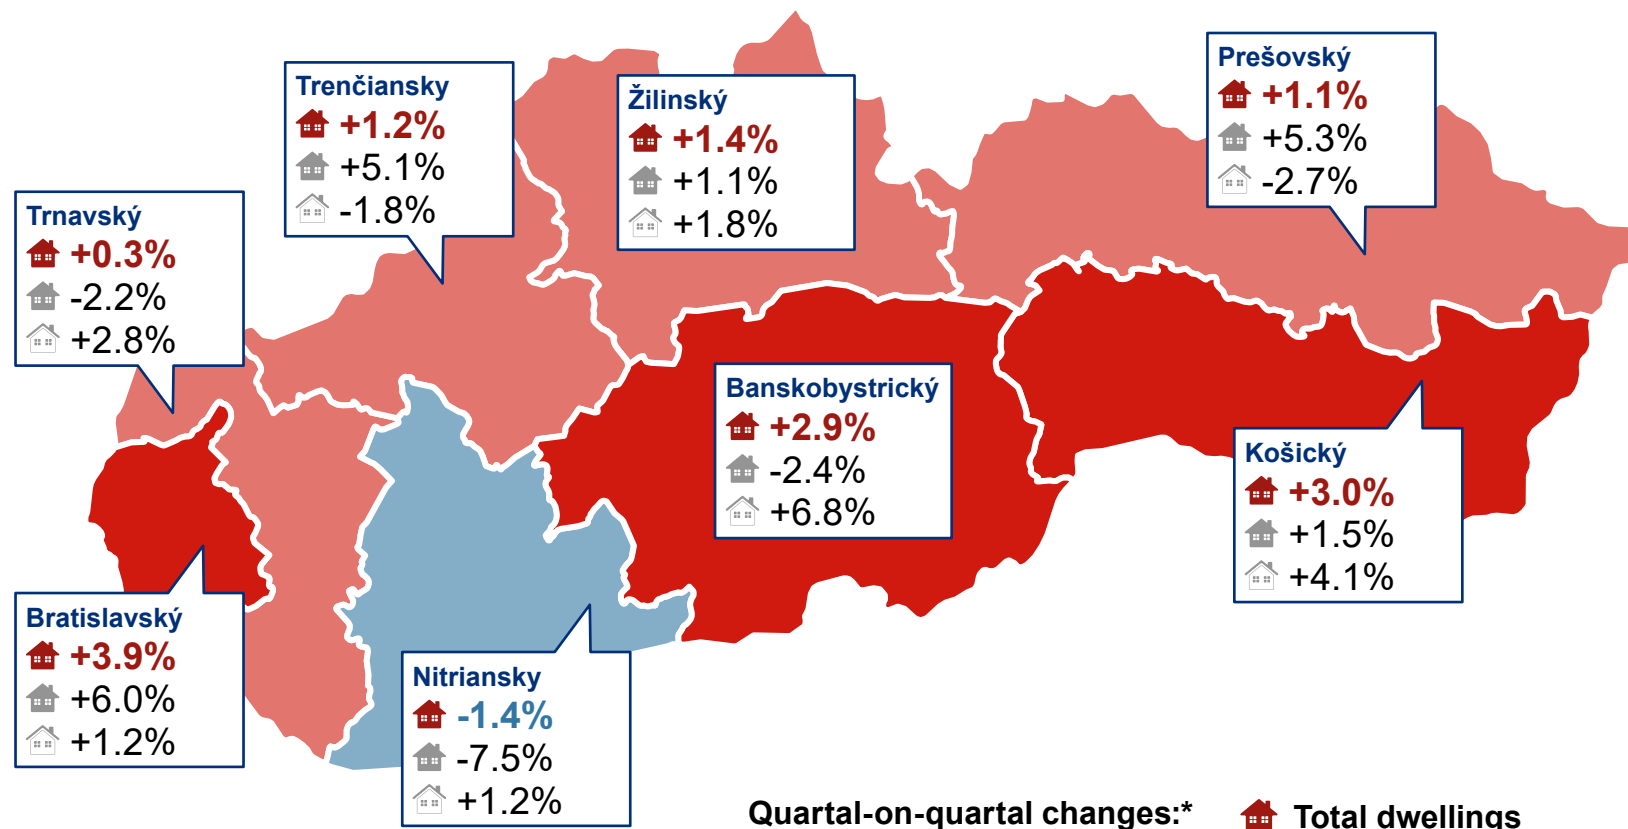 Prešovský
+1.1%
+5.3%
-2.7%
Trenčiansky
+1.2%
+5.1%
-1.8%
Žilinský
+1.4%
+1.1%
+1.8%
Trnavský
+0.3%
-2.2%
+2.8%
Banskobystrický
+2.9%
-2.4%
+6.8%
Košický
+3.0%
+1.5%
+4.1%
Bratislavský
+3.9%
+6.0%
+1.2%
Nitriansky
-1.4%
-7.5%
+1.2%
Quartal-on-quartal changes:*
Total dwellings